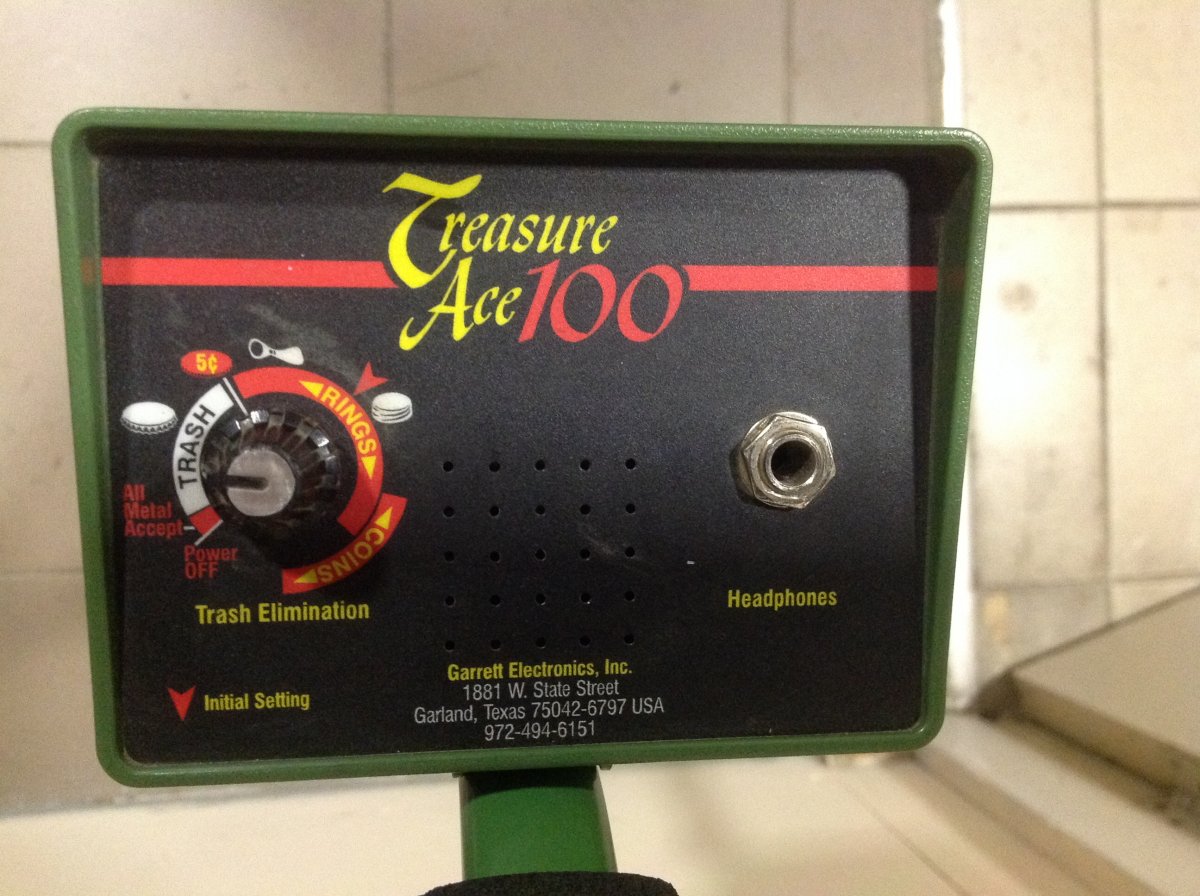 Treasure
Ace 100
5¢
RINGS
TRASH
All
Metal
Accept
COINS
Power
OFF
Trash Elimination
Headphones
Initial Setting
Garrett Electronics, Inc.
1881 W. State Street
Garland, Texas 75042-6797 USA
972-494-6151